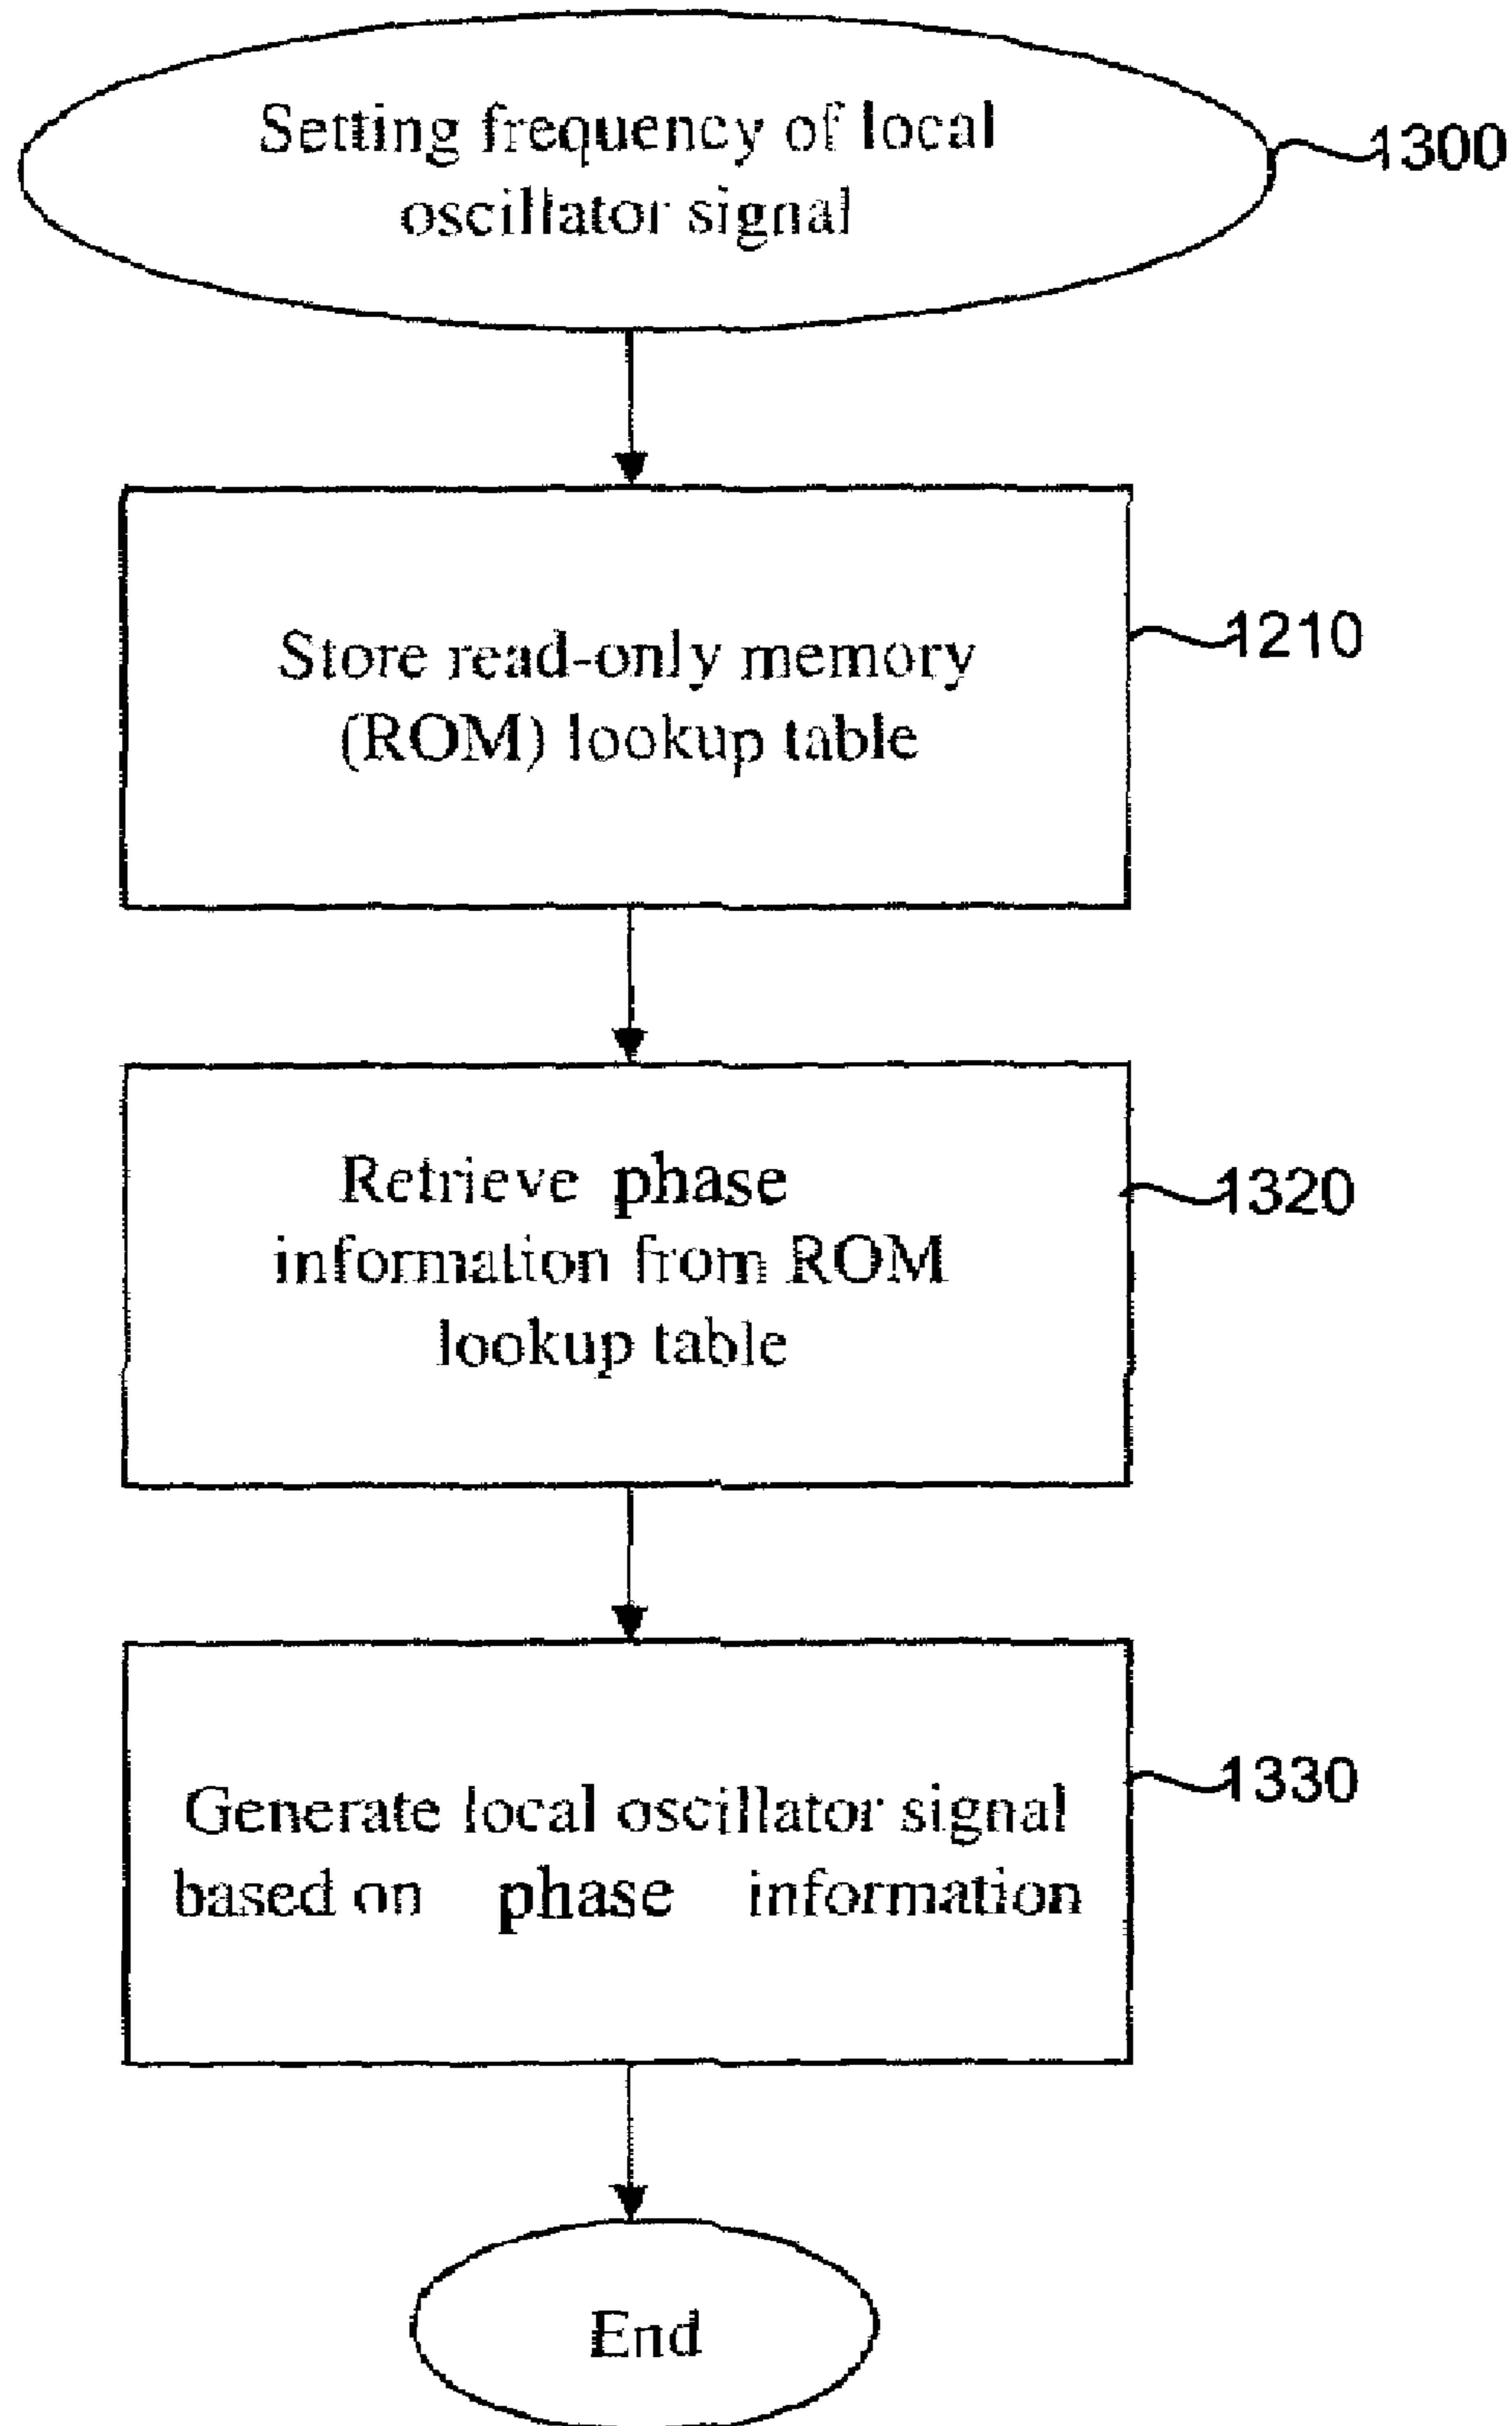 Setting frequency of local
oscillator signal
1300
Store read-only memory
(ROM) lookup table
1210
Retrieve phase
information from ROM
lookup table
1320
Generate local oscillator signal
based on phase information
1330
End